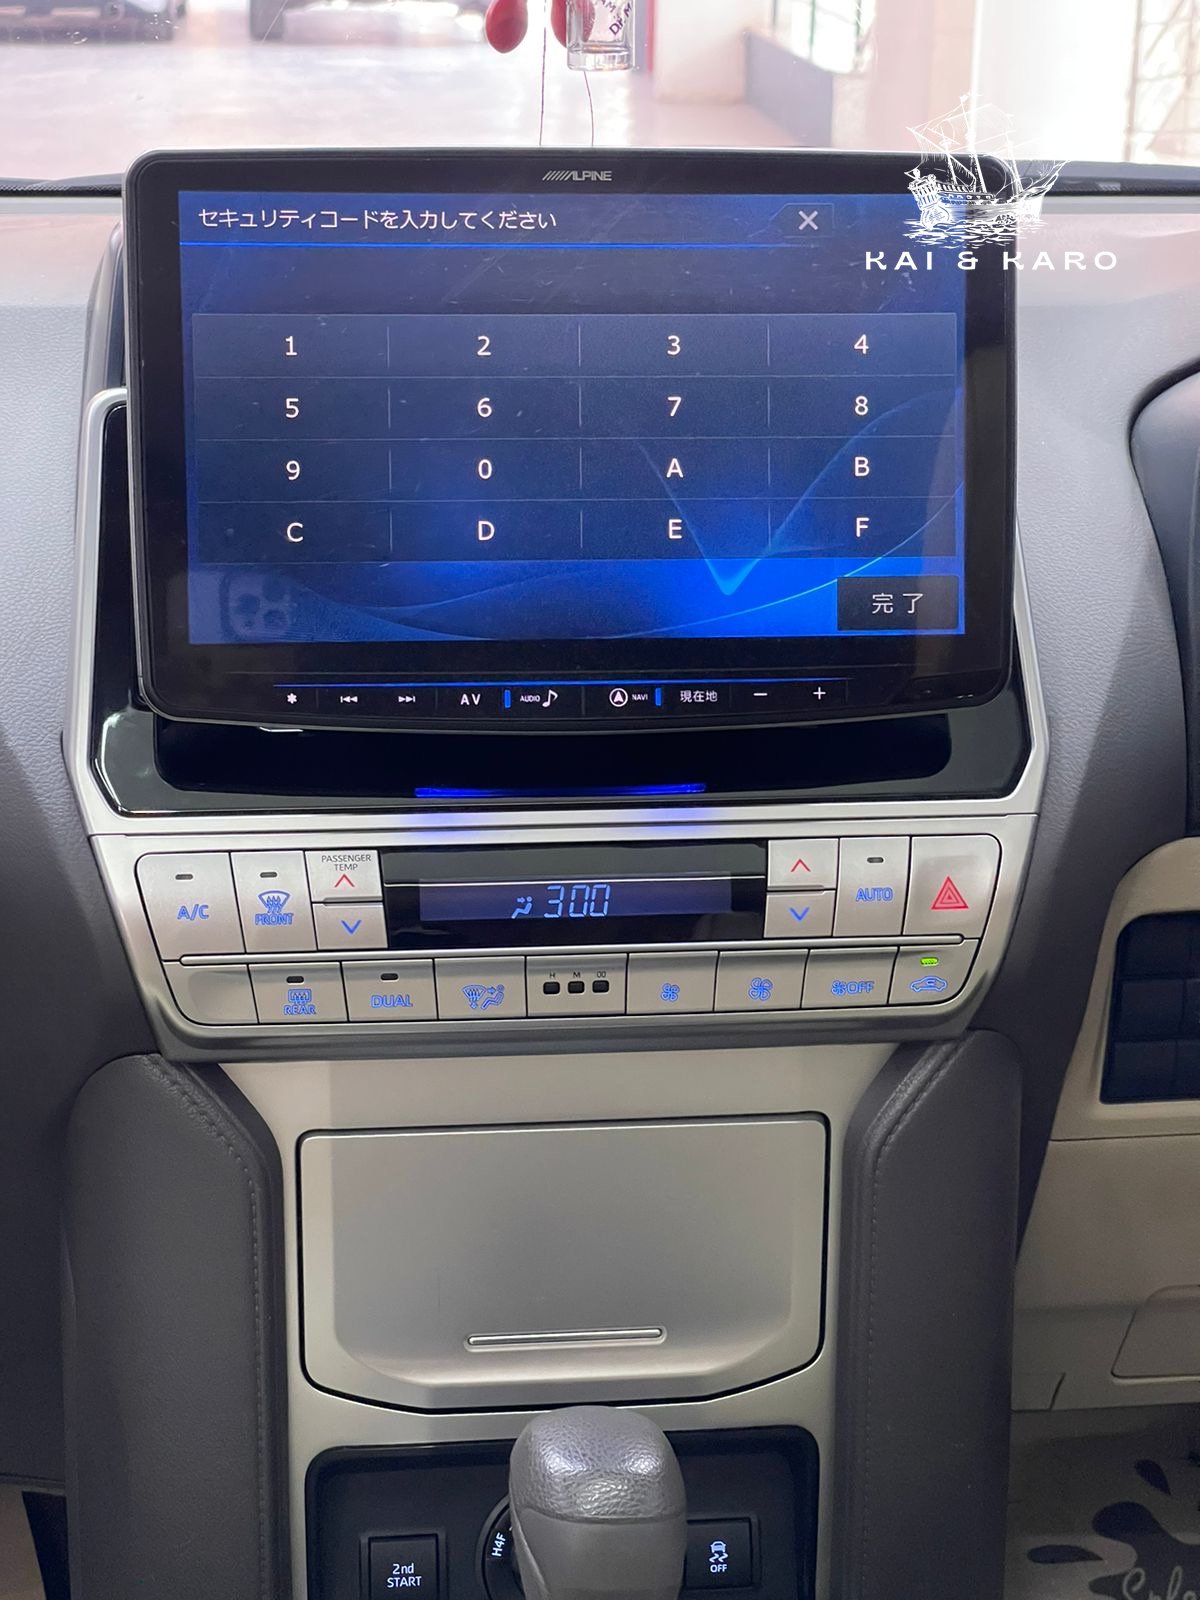 ALPINE
セキュリティコードを入力してください
KAI & KARO
1 2 3 4
5 6 7 8
9 0 A B
C D E F
完了
AV AUDIO NAVI 現在地
PASSENGER
TEMP
A/C FRONT 300 AUTO
REAR DUAL H M 00 OFF
H4F
2nd
START
OFF